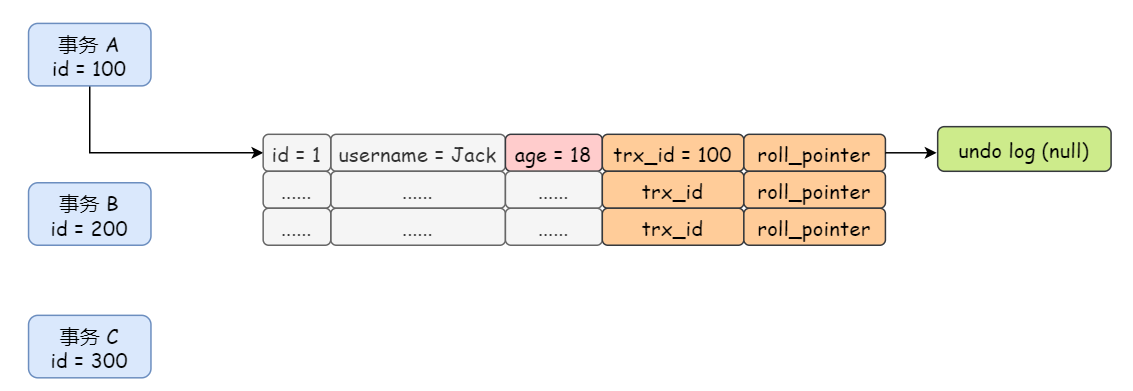 事务 A
id = 100
id = 1 username = Jack age = 18 trx_id = 100 roll_pointer
undo log (null)
...... ...... ...... trx_id roll_pointer
事务 B
id = 200
...... ...... ...... trx_id roll_pointer
事务 C
id = 300